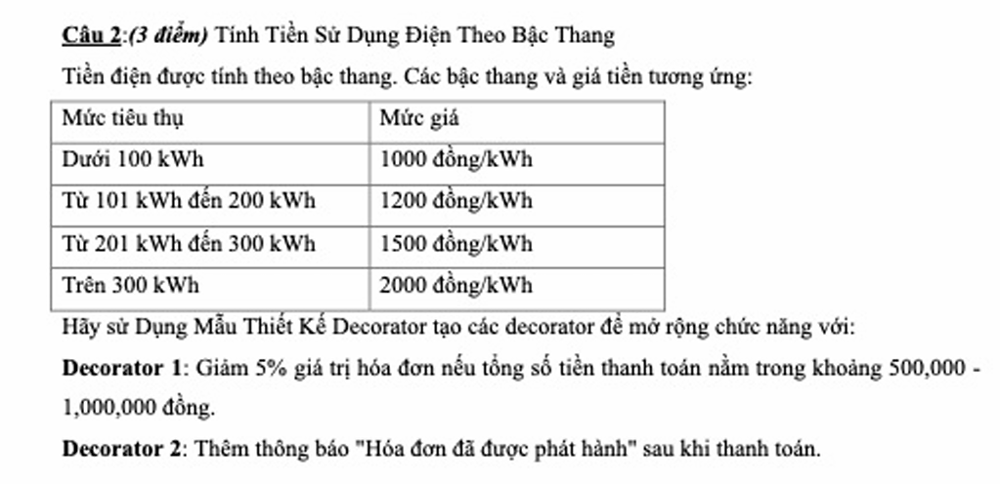 Câu 2:(3 điểm) Tính Tiền Sử Dụng Điện Theo Bậc Thang
Tiền điện được tính theo bậc thang. Các bậc thang và giá tiền tương ứng:
Mức tiêu thụ Mức giá
Dưới 100 kWh 1000 đồng/kWh
Từ 101 kWh đến 200 kWh 1200 đồng/kWh
Từ 201 kWh đến 300 kWh 1500 đồng/kWh
Trên 300 kWh 2000 đồng/kWh
Hãy sử Dụng Mẫu Thiết Kế Decorator tạo các decorator để mở rộng chức năng với:
Decorator 1: Giảm 5% giá trị hóa đơn nếu tổng số tiền thanh toán nằm trong khoảng 500,000 -
1,000,000 đồng.
Decorator 2: Thêm thông báo "Hóa đơn đã được phát hành" sau khi thanh toán.